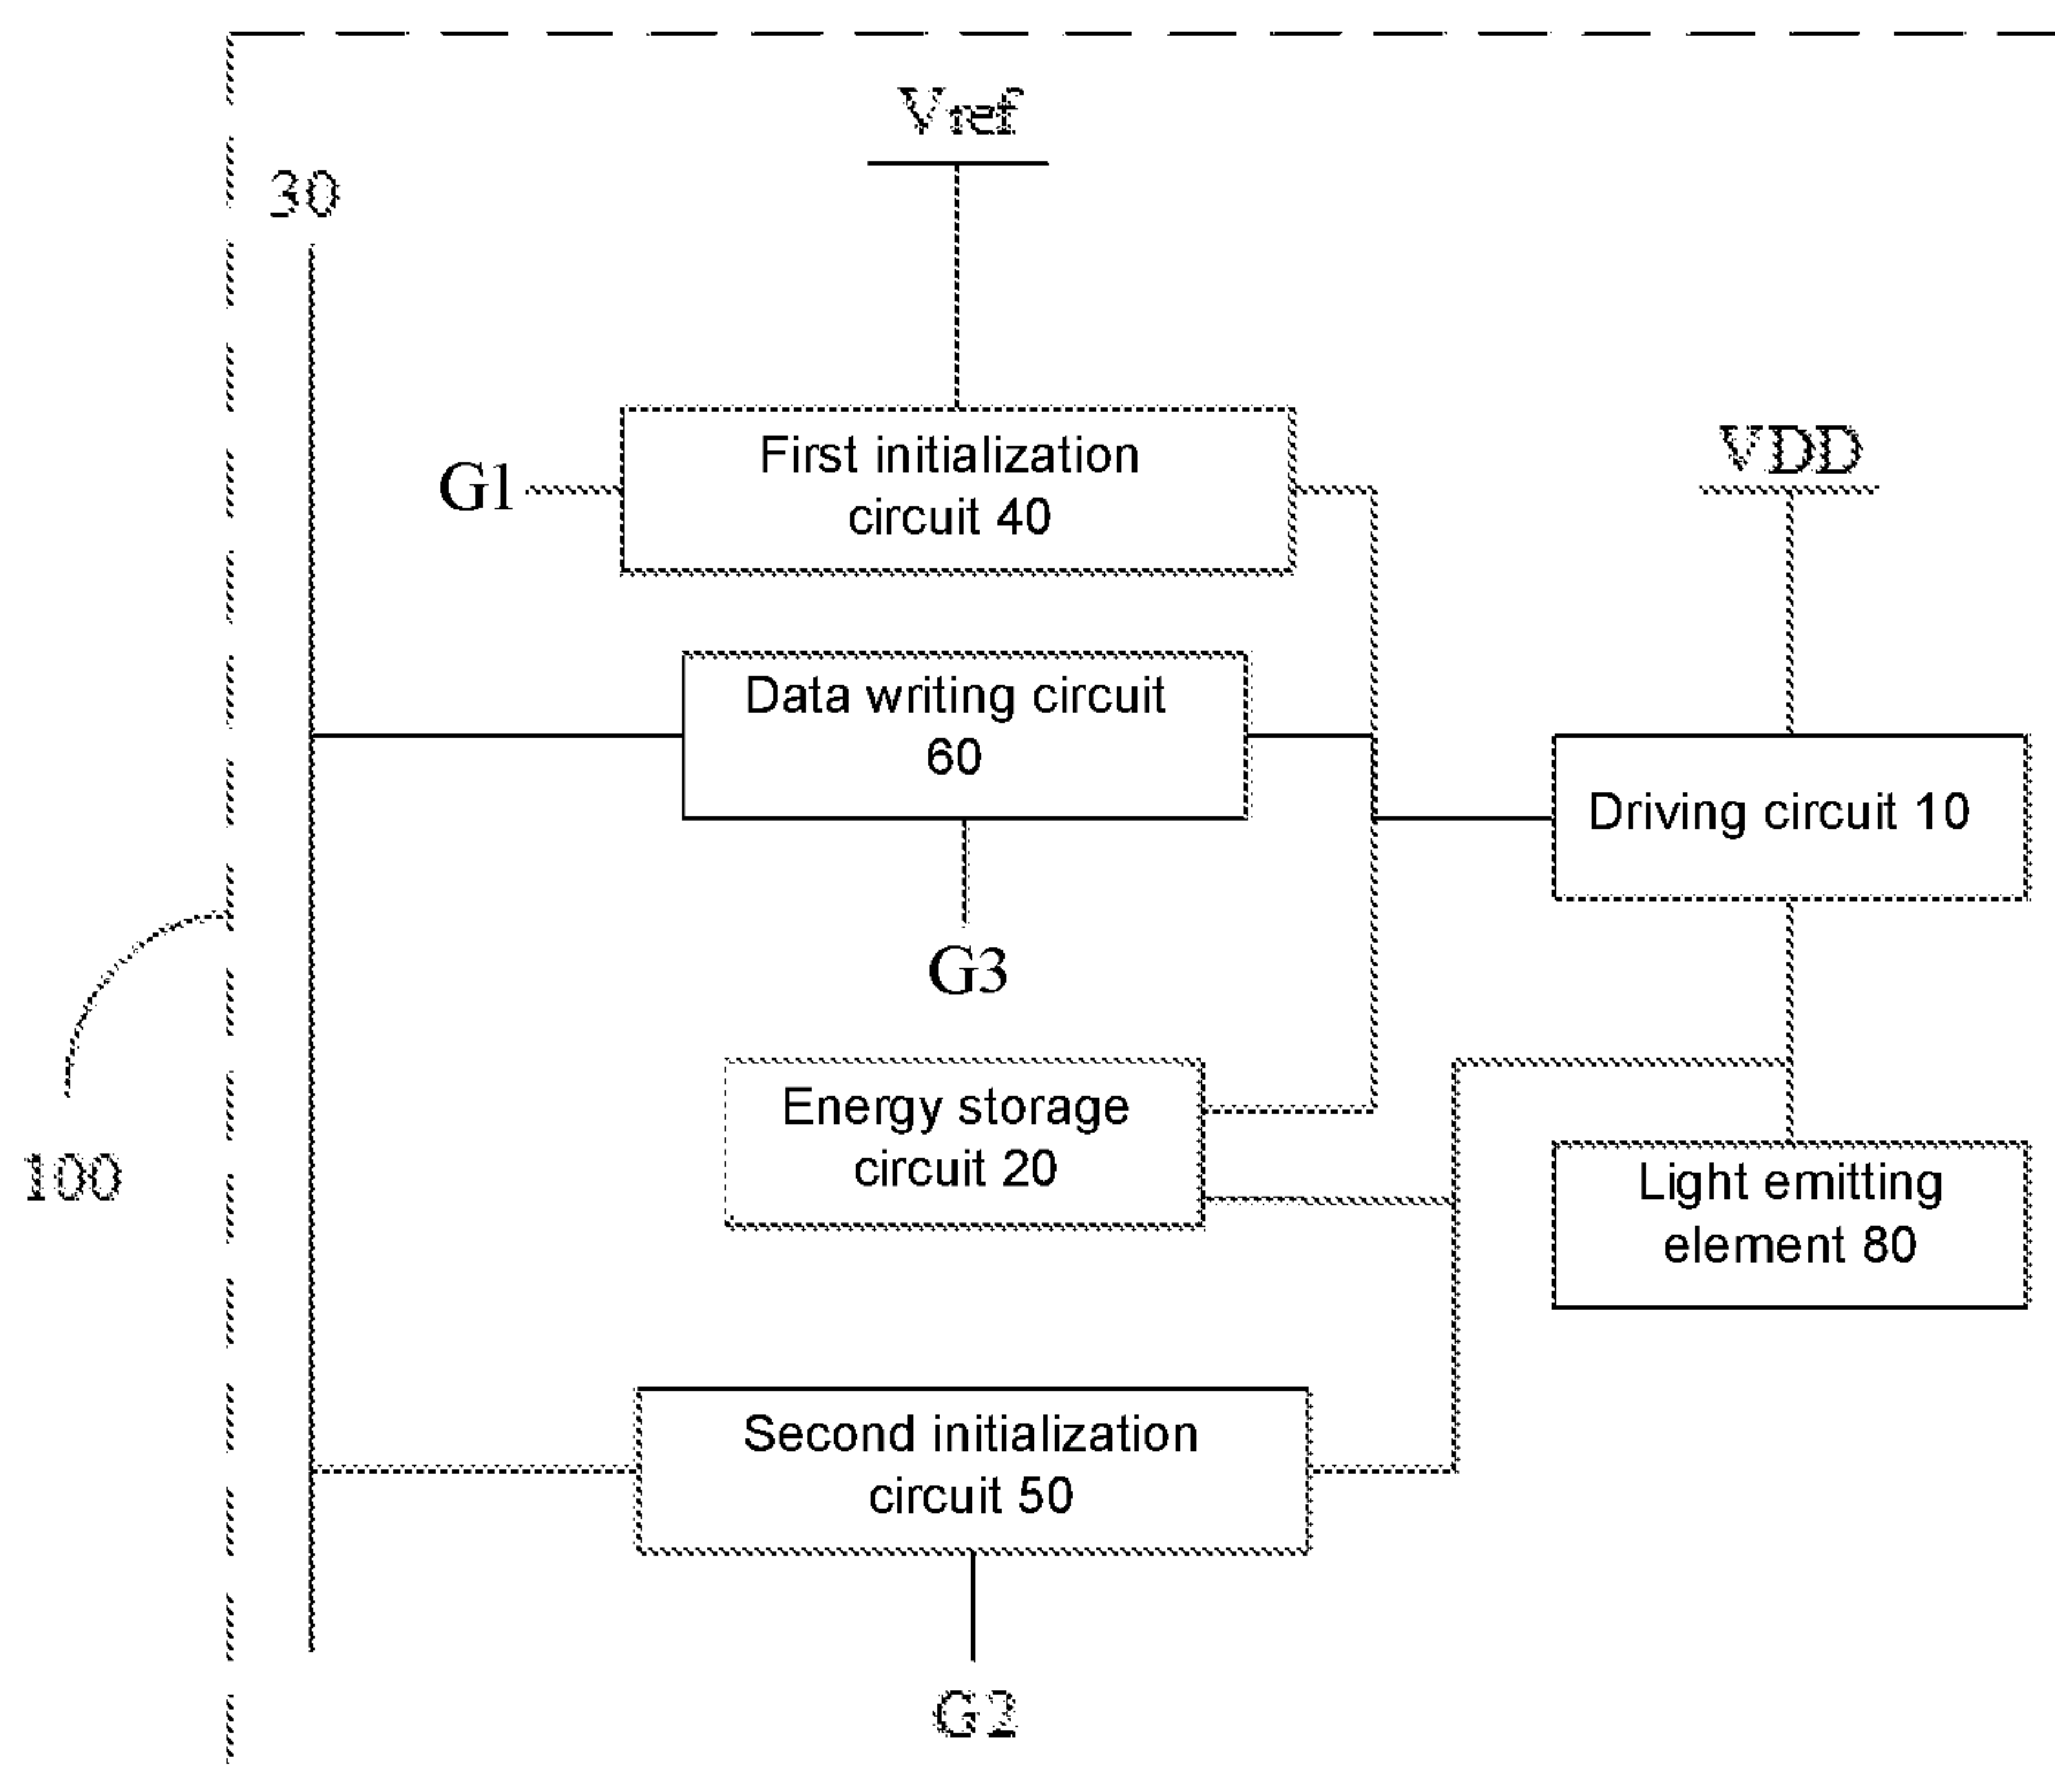 Vref
30
First initialization
circuit 40
G1
VDD
Data writing circuit
60
Driving circuit 10
G3
Energy storage
circuit 20
100
Light emitting
element 80
Second initialization
circuit 50
G2